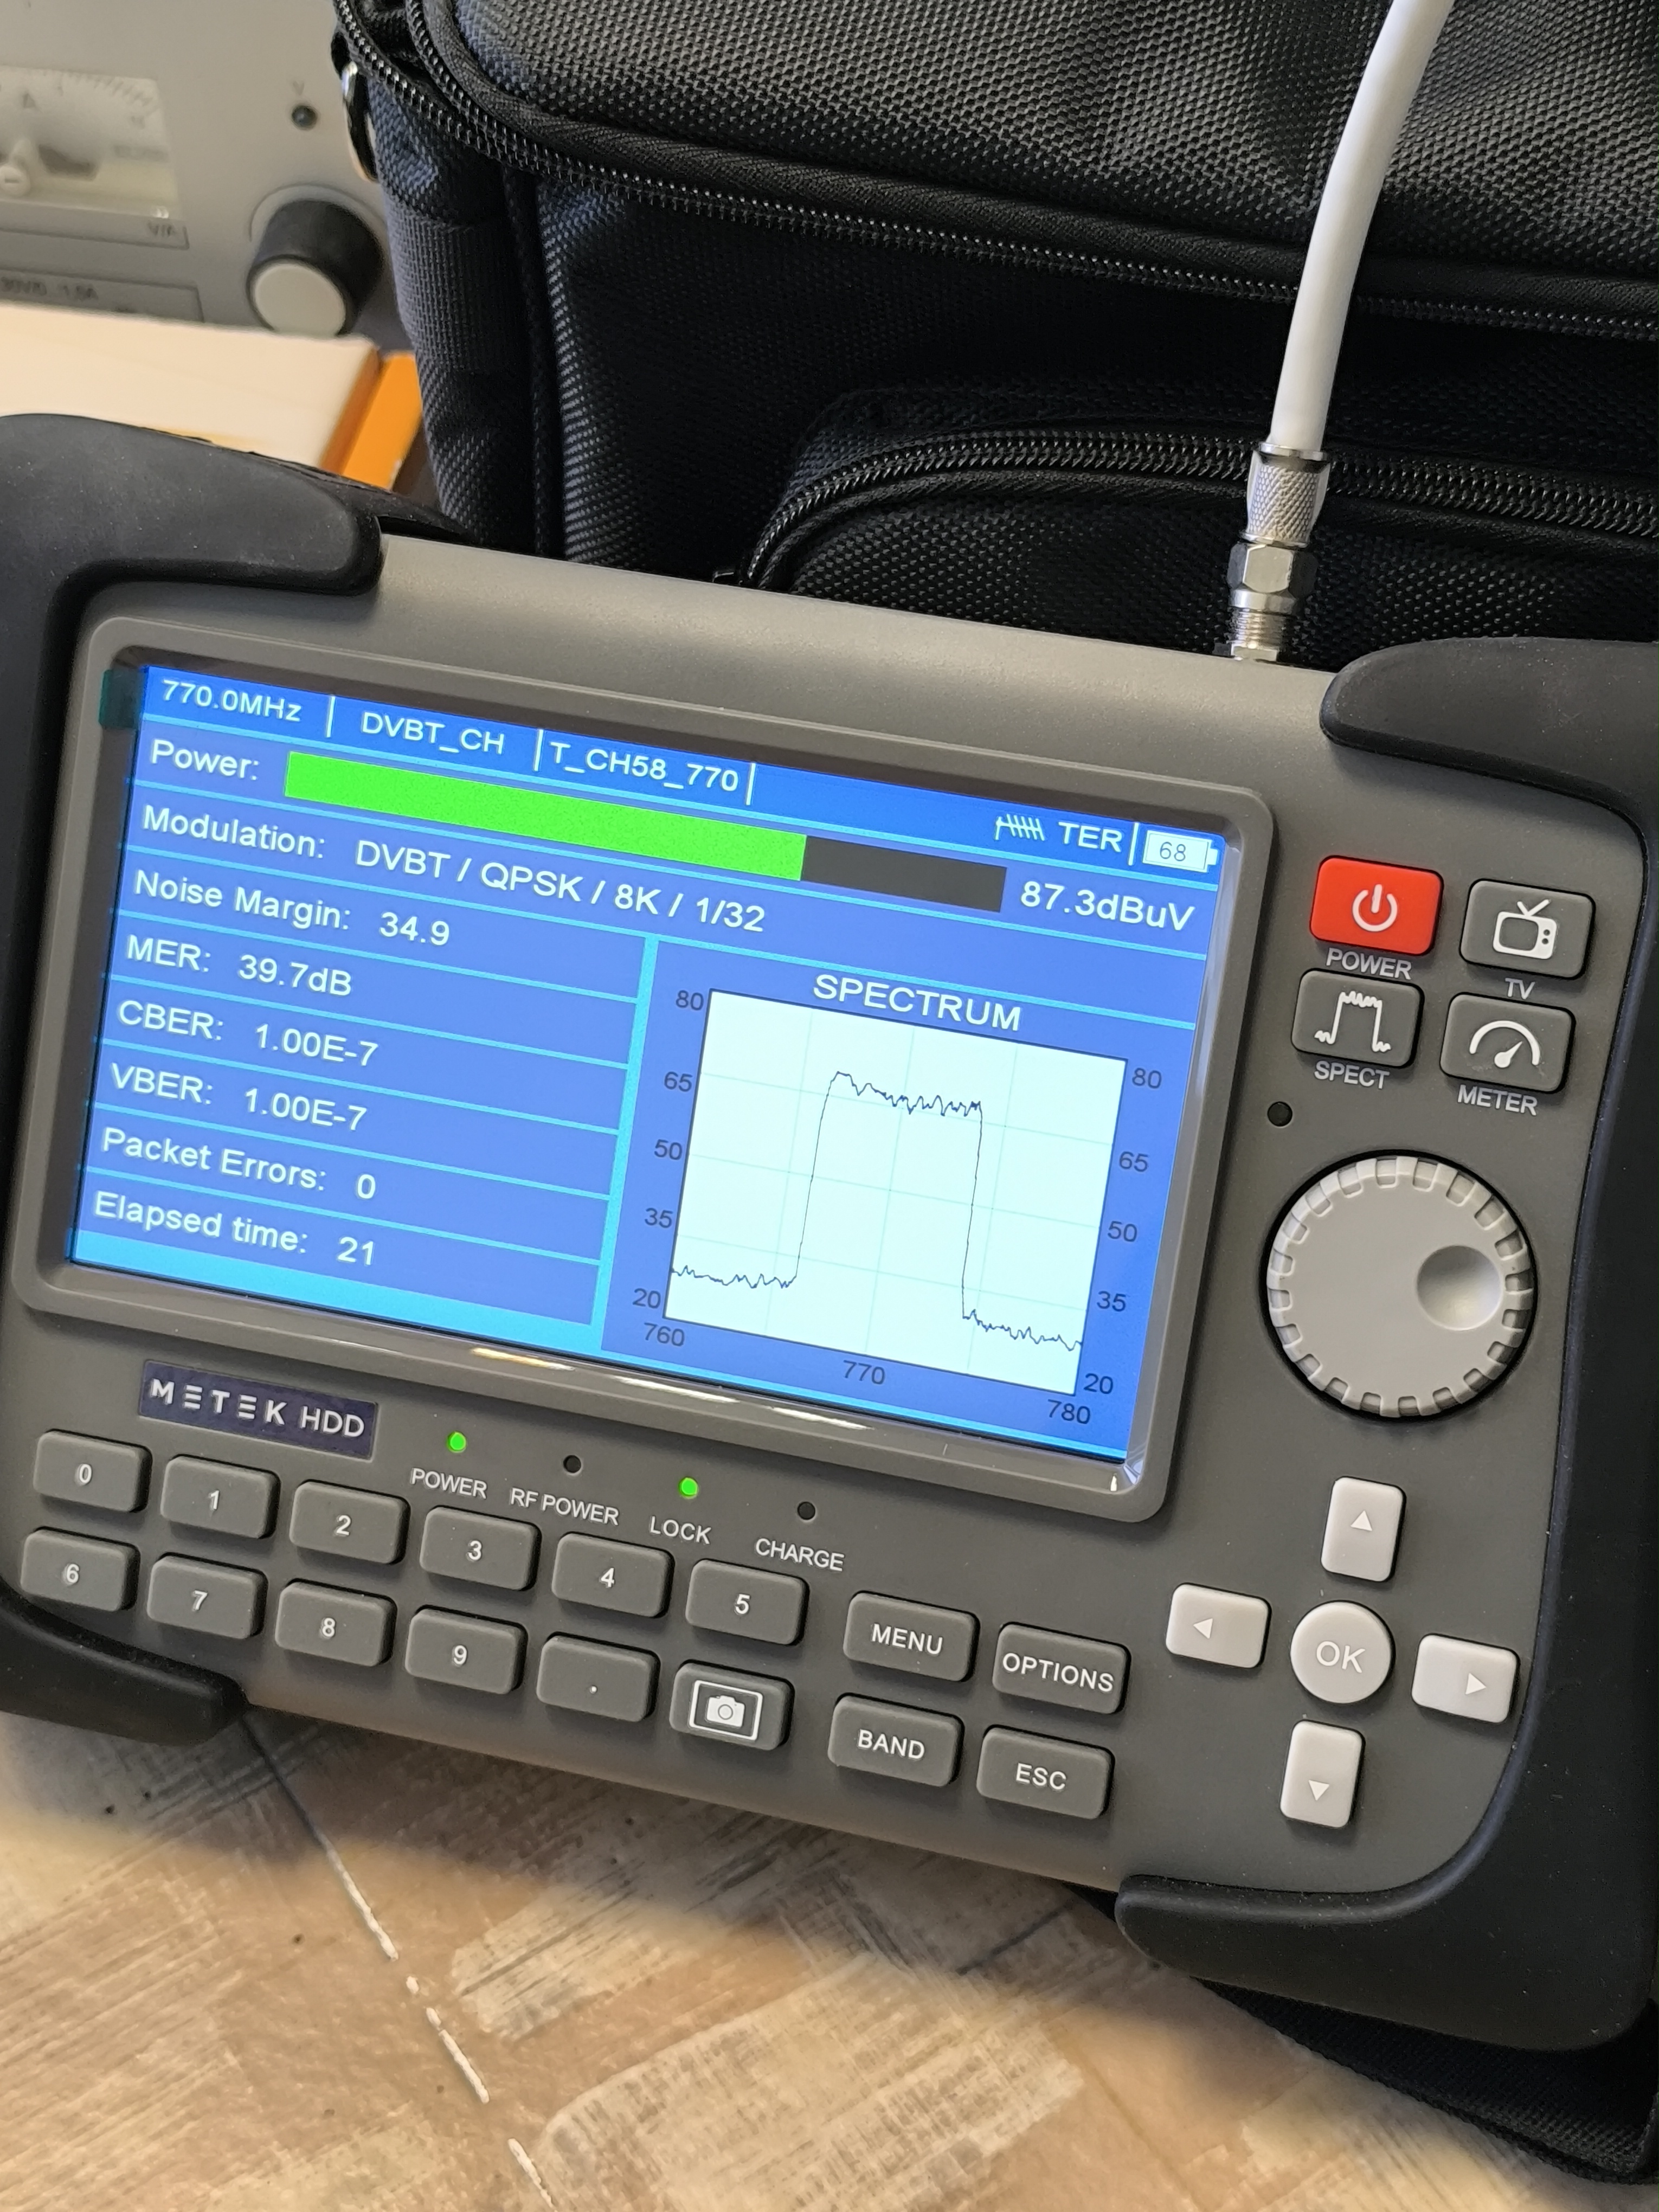 V
V/A
770.0MHz DVBT_CH T_CH58_770 TER 68
Power: 87.3dBuV
Modulation: DVBT / QPSK / 8K / 1/32
Noise Margin: 34.9
MER: 39.7dB
CBER: 1.00E-7
VBER: 1.00E-7
Packet Errors: 0
Elapsed time: 21
SPECTRUM
80 80
65 65
50 50
35 35
20 20
760 770 780
POWER TV
SPECT METER
METEK HDD
POWER RF POWER LOCK CHARGE
0 1 2 3 4 5
6 7 8 9 .
MENU OPTIONS
BAND ESC
OK